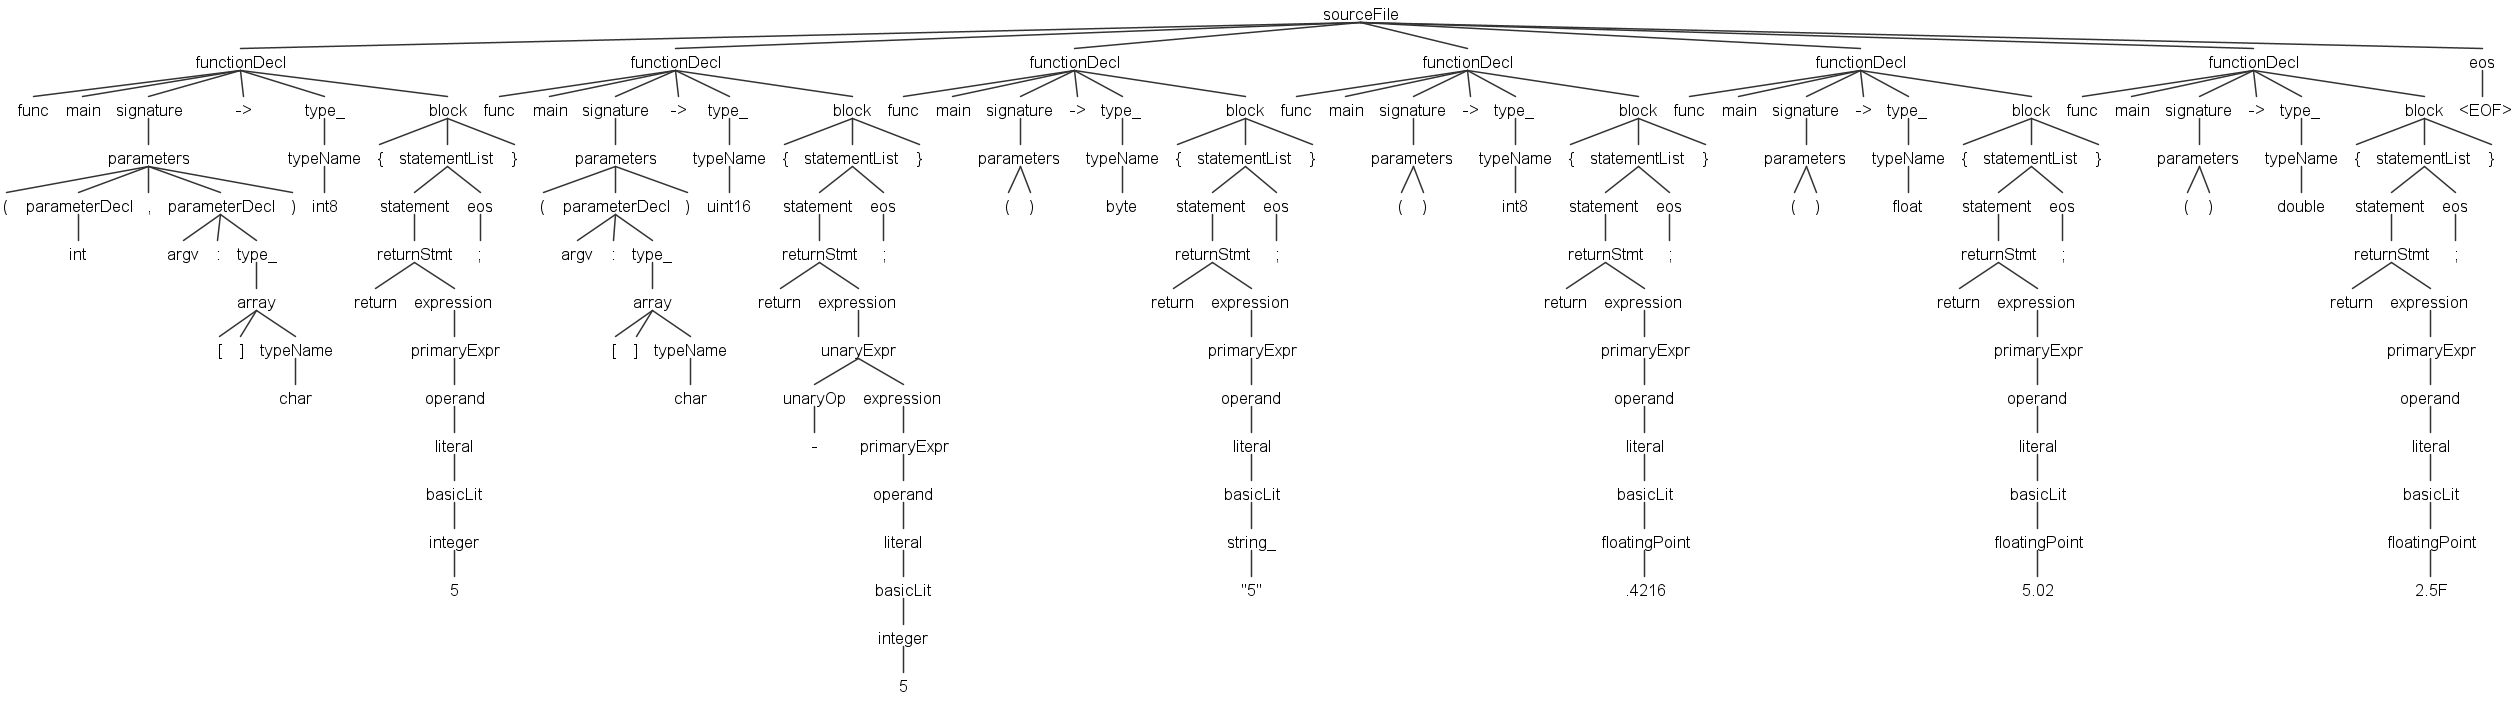 sourceFile
functionDecl functionDecl functionDecl functionDecl functionDecl functionDecl eos
func main signature -> type_ block func main signature -> type_ block func main signature -> type_ block func main signature -> type_ block func main signature -> type_ block func main signature -> type_ block <EOF>
parameters typeName { statementList } parameters typeName { statementList } parameters typeName { statementList } parameters typeName { statementList } parameters typeName { statementList } parameters typeName { statementList }
( parameterDecl , parameterDecl ) int8 statement eos ( parameterDecl ) uint16 statement eos ( ) byte statement eos ( ) int8 statement eos ( ) float statement eos ( ) double statement eos
int argv : type_ returnStmt ; argv : type_ returnStmt ; returnStmt ; returnStmt ; returnStmt ; returnStmt ;
array return expression array return expression return expression return expression return expression return expression
[ ] typeName primaryExpr [ ] typeName unaryExpr primaryExpr primaryExpr primaryExpr primaryExpr
char operand char unaryOp expression operand operand operand operand
literal - primaryExpr literal literal literal literal
basicLit operand basicLit basicLit basicLit basicLit
integer literal string_ floatingPoint floatingPoint floatingPoint
5 basicLit "5" .4216 5.02 2.5F
integer
5